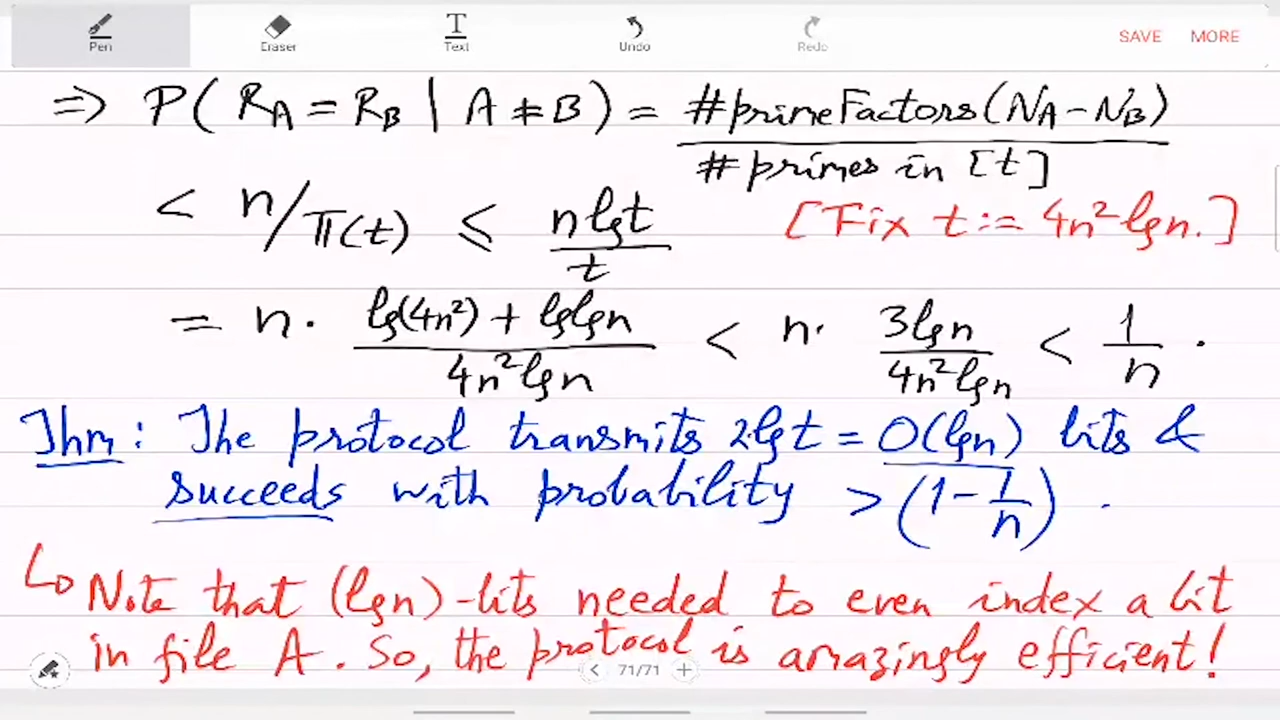 Pen Eraser Text Undo Redo SAVE MORE
=> P( R_A = R_B | A ≠ B ) = #primeFactors(N_A - N_B) / #primes in [t]
< n/π(t) ≤ n lg t / t [Fix t := 4n² lg n.]
= n · (lg(4n²) + lg lg n) / (4n² lg n) < n · 3 lg n / (4n² lg n) < 1/n .
Thm: The protocol transmits 2·lg t = O(lg n) bits &
succeeds with probability > (1 - 1/n) .
↳ Note that (lg n)-bits needed to even index a bit
in file A. So, the protocol is amazingly efficient!
< 71/71 +